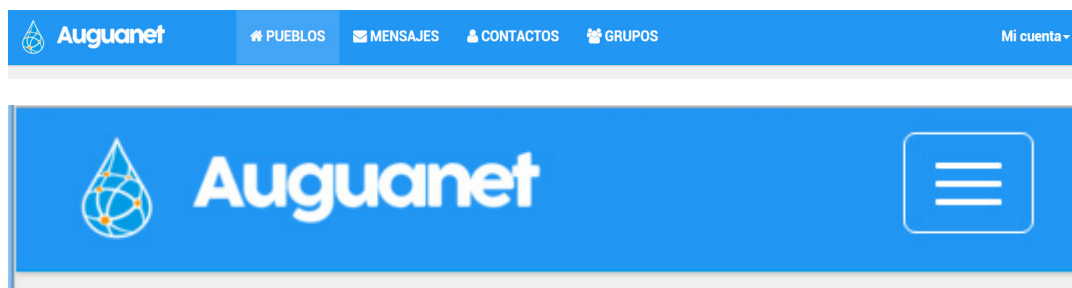 Auguanet PUEBLOS MENSAJES CONTACTOS GRUPOS Mi cuenta
Auguanet